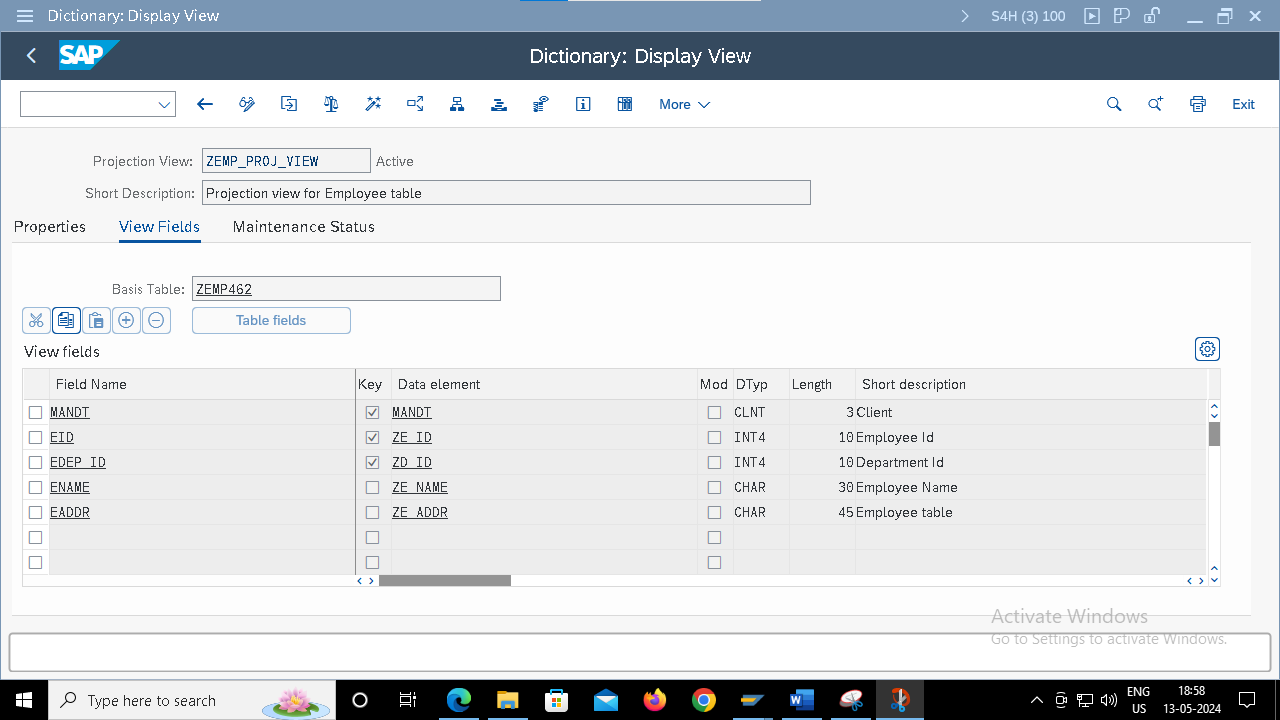 Dictionary: Display View
S4H (3) 100
SAP
Dictionary: Display View
More
Exit
Projection View: ZEMP_PROJ_VIEW Active
Short Description: Projection view for Employee table
Properties View Fields Maintenance Status
Basis Table: ZEMP462
Table fields
View fields
Field Name Key Data element Mod DTyp Length Short description
MANDT MANDT CLNT 3 Client
EID ZE_ID INT4 10 Employee Id
EDEP_ID ZD_ID INT4 10 Department Id
ENAME ZE_NAME CHAR 30 Employee Name
EADDR ZE_ADDR CHAR 45 Employee table
Activate Windows
Go to Settings to activate Windows.
Type here to search
ENG
US
18:58
13-05-2024